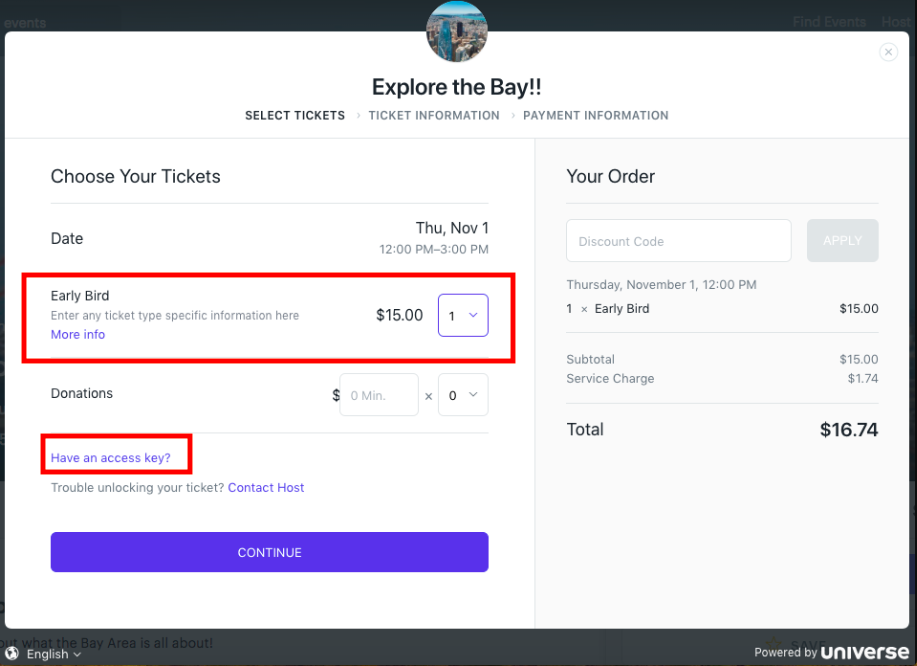 events
Find Events Host
Explore the Bay!!
SELECT TICKETS › TICKET INFORMATION › PAYMENT INFORMATION
Choose Your Tickets
Date
Thu, Nov 1
12:00 PM–3:00 PM
Early Bird
Enter any ticket type specific information here
More info
$15.00
1
Donations
$ 0 Min. × 0
Have an access key?
Trouble unlocking your ticket? Contact Host
CONTINUE
Your Order
Discount Code
APPLY
Thursday, November 1, 12:00 PM
1 × Early Bird $15.00
Subtotal $15.00
Service Charge $1.74
Total $16.74
what the Bay Area is all about!
SAVE
English
Powered by universe